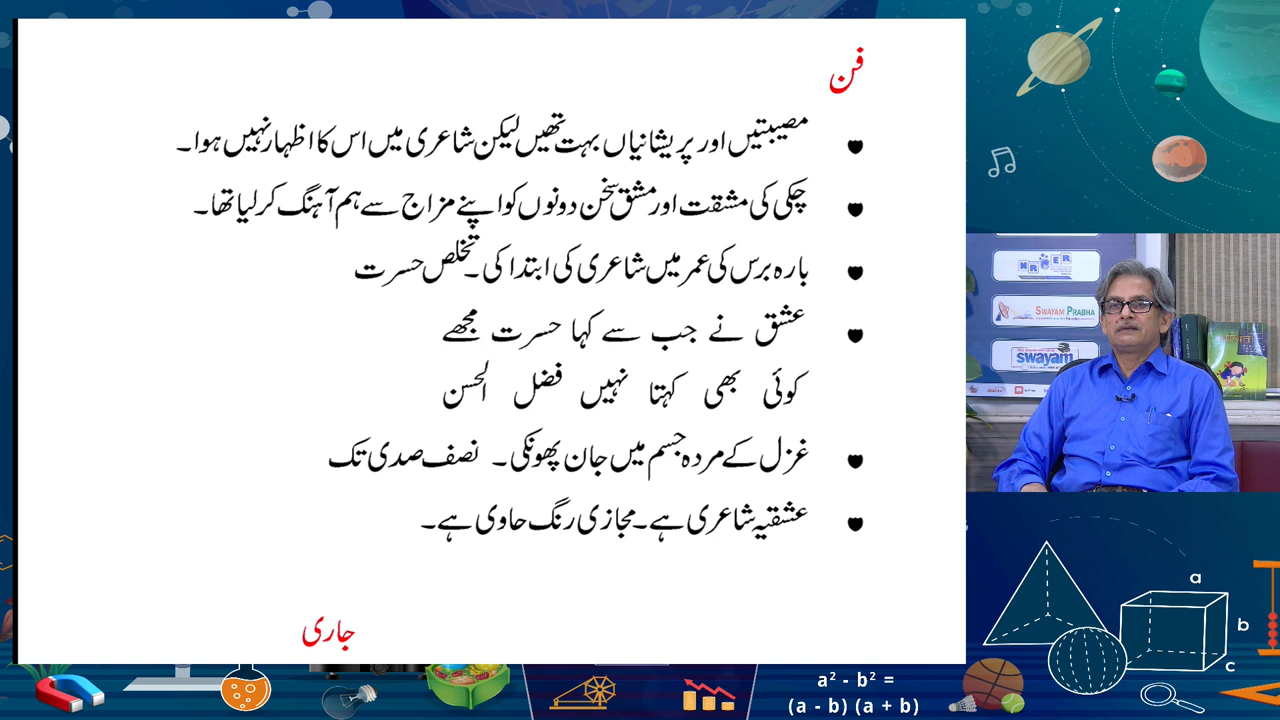 فن
مصیبتیں اور پریشانیاں بہت تھیں لیکن شاعری میں اس کا اظہار نہیں ہوا۔
چکی کی مشقت اور مشق سخن دونوں کو اپنے مزاج سے ہم آہنگ کر لیا تھا۔
بارہ برس کی عمر میں شاعری کی ابتدا کی۔ تخلص حسرت
عشق نے جب سے کہا حسرت مجھے
کوئی بھی کہتا نہیں فضل الحسن
غزل کے مردہ جسم میں جان پھونکی۔ نصف صدی تک
عشقیہ شاعری ہے۔ مجازی رنگ حاوی ہے۔
جاری
SWAYAM PRABHA
swayam
a
b
c
a² - b² =
(a - b) (a + b)